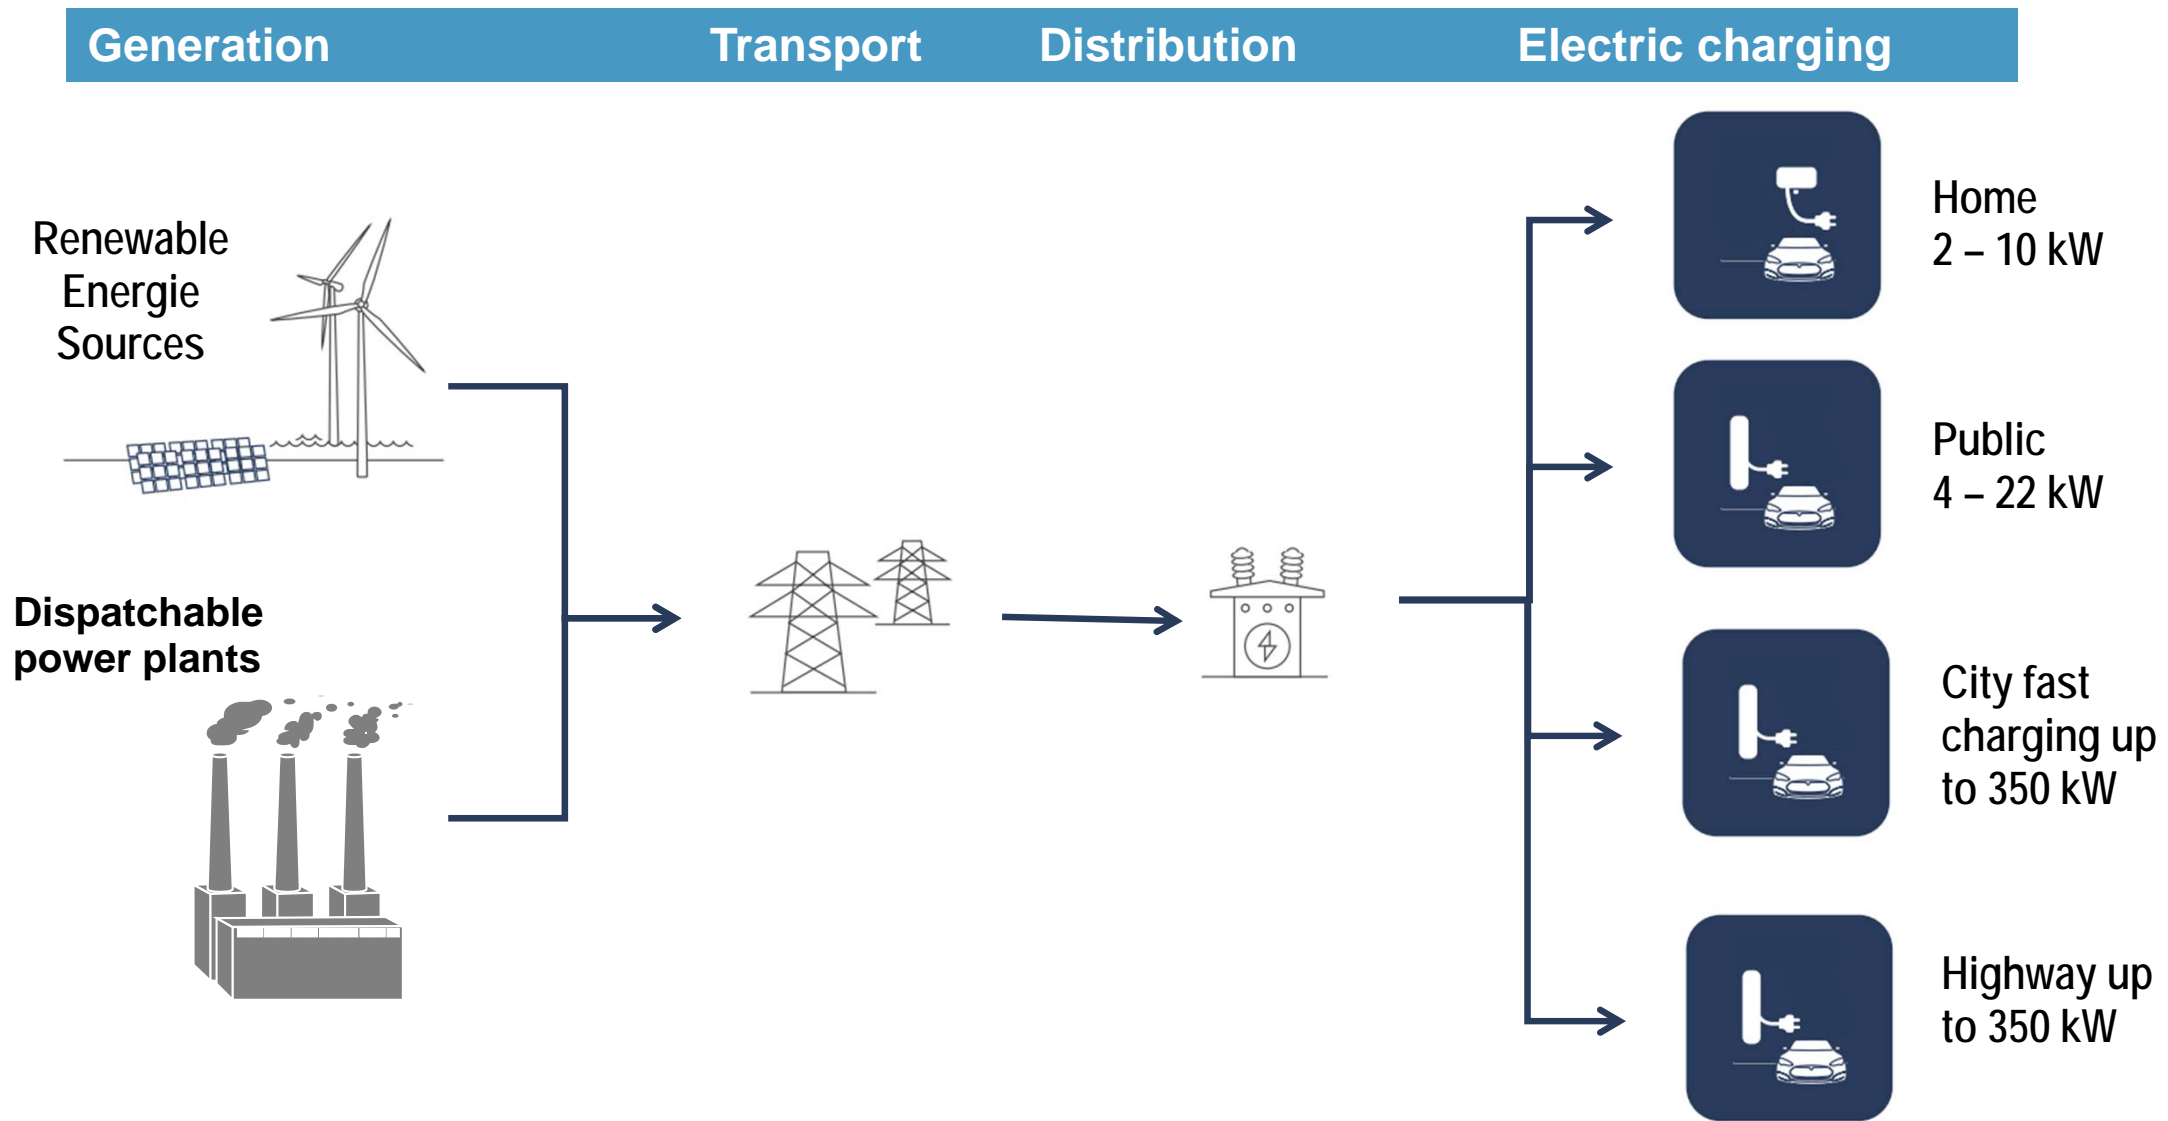 Generation
Transport
Distribution
Electric charging
Renewable
Energie
Sources
Dispatchable
power plants
Home
2 – 10 kW
Public
4 – 22 kW
City fast
charging up
to 350 kW
Highway up
to 350 kW